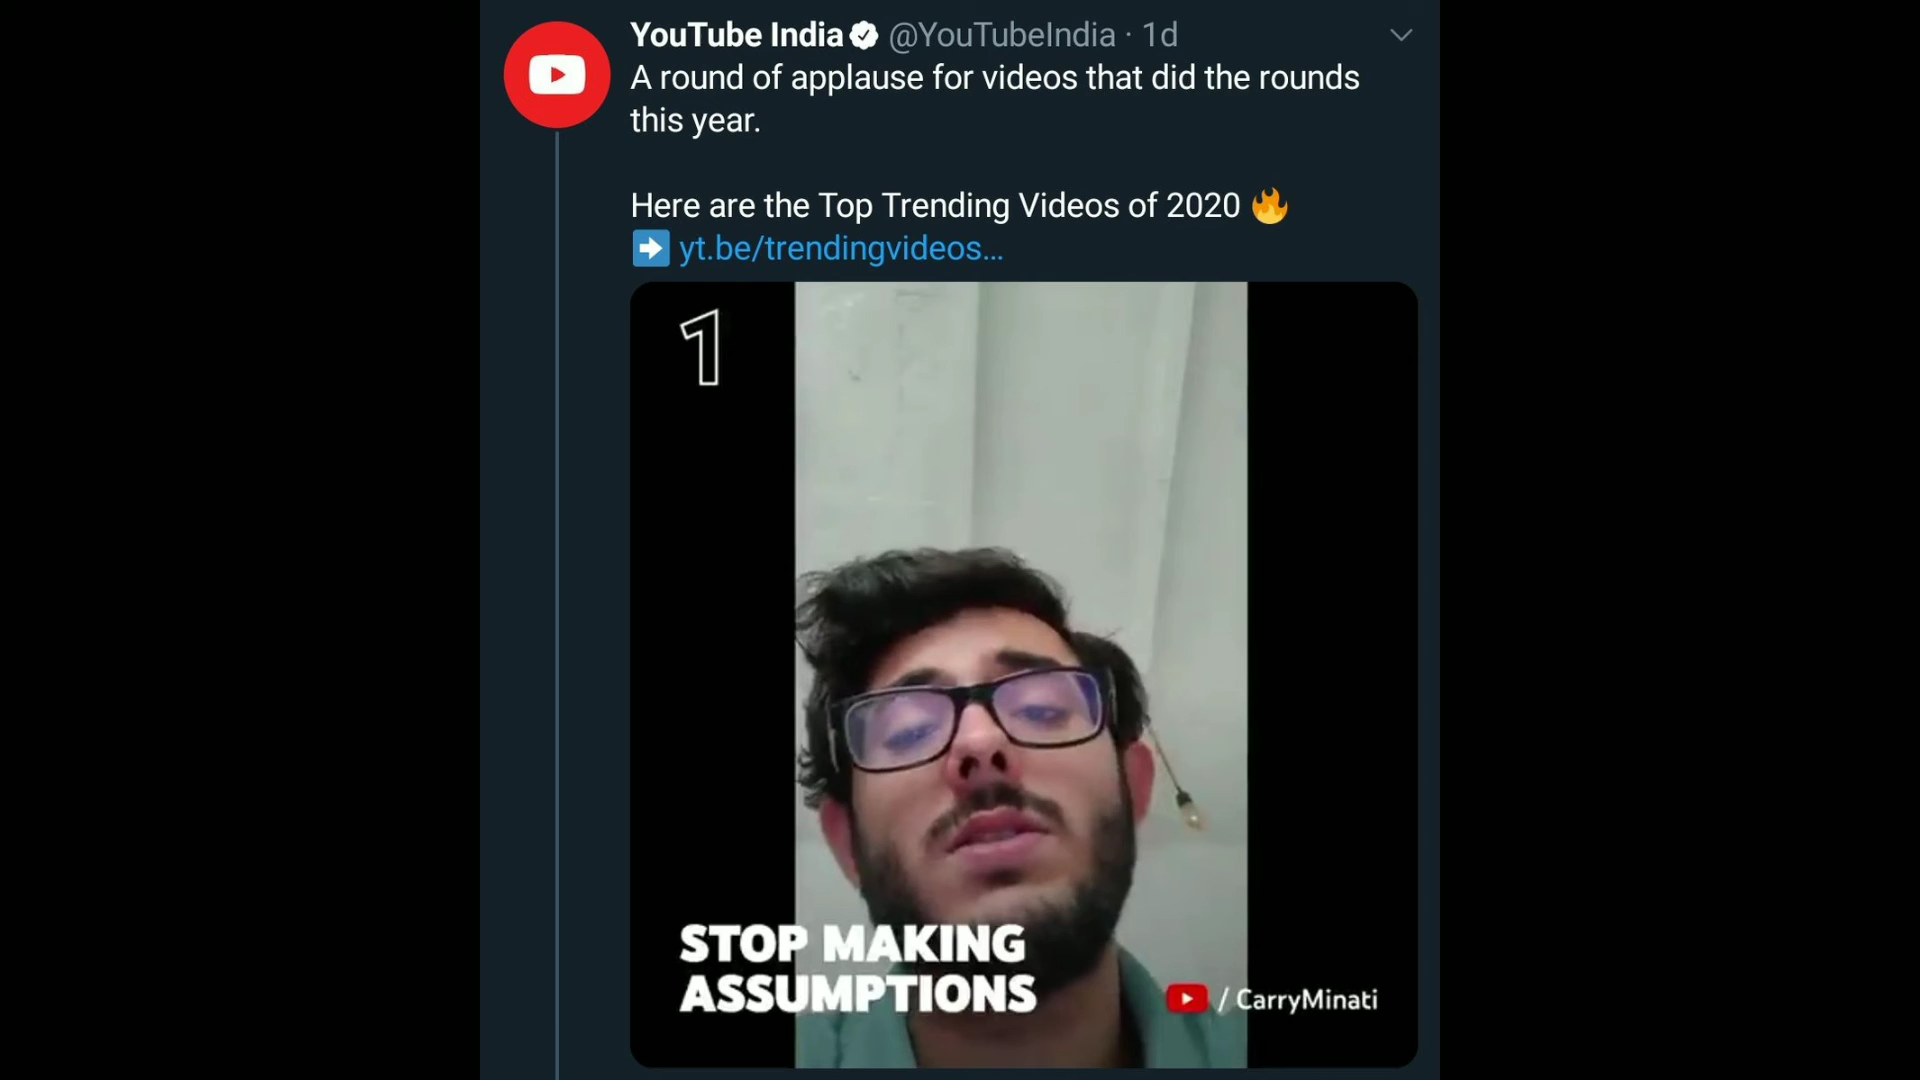 YouTube India @YouTubeIndia · 1d
A round of applause for videos that did the rounds
this year.
Here are the Top Trending Videos of 2020 🔥
➡️ yt.be/trendingvideos...
1
STOP MAKING
ASSUMPTIONS
/ CarryMinati